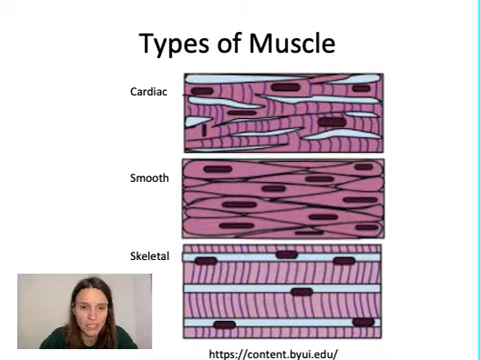 Types of Muscle
Cardiac
Smooth
Skeletal
https://content.byui.edu/